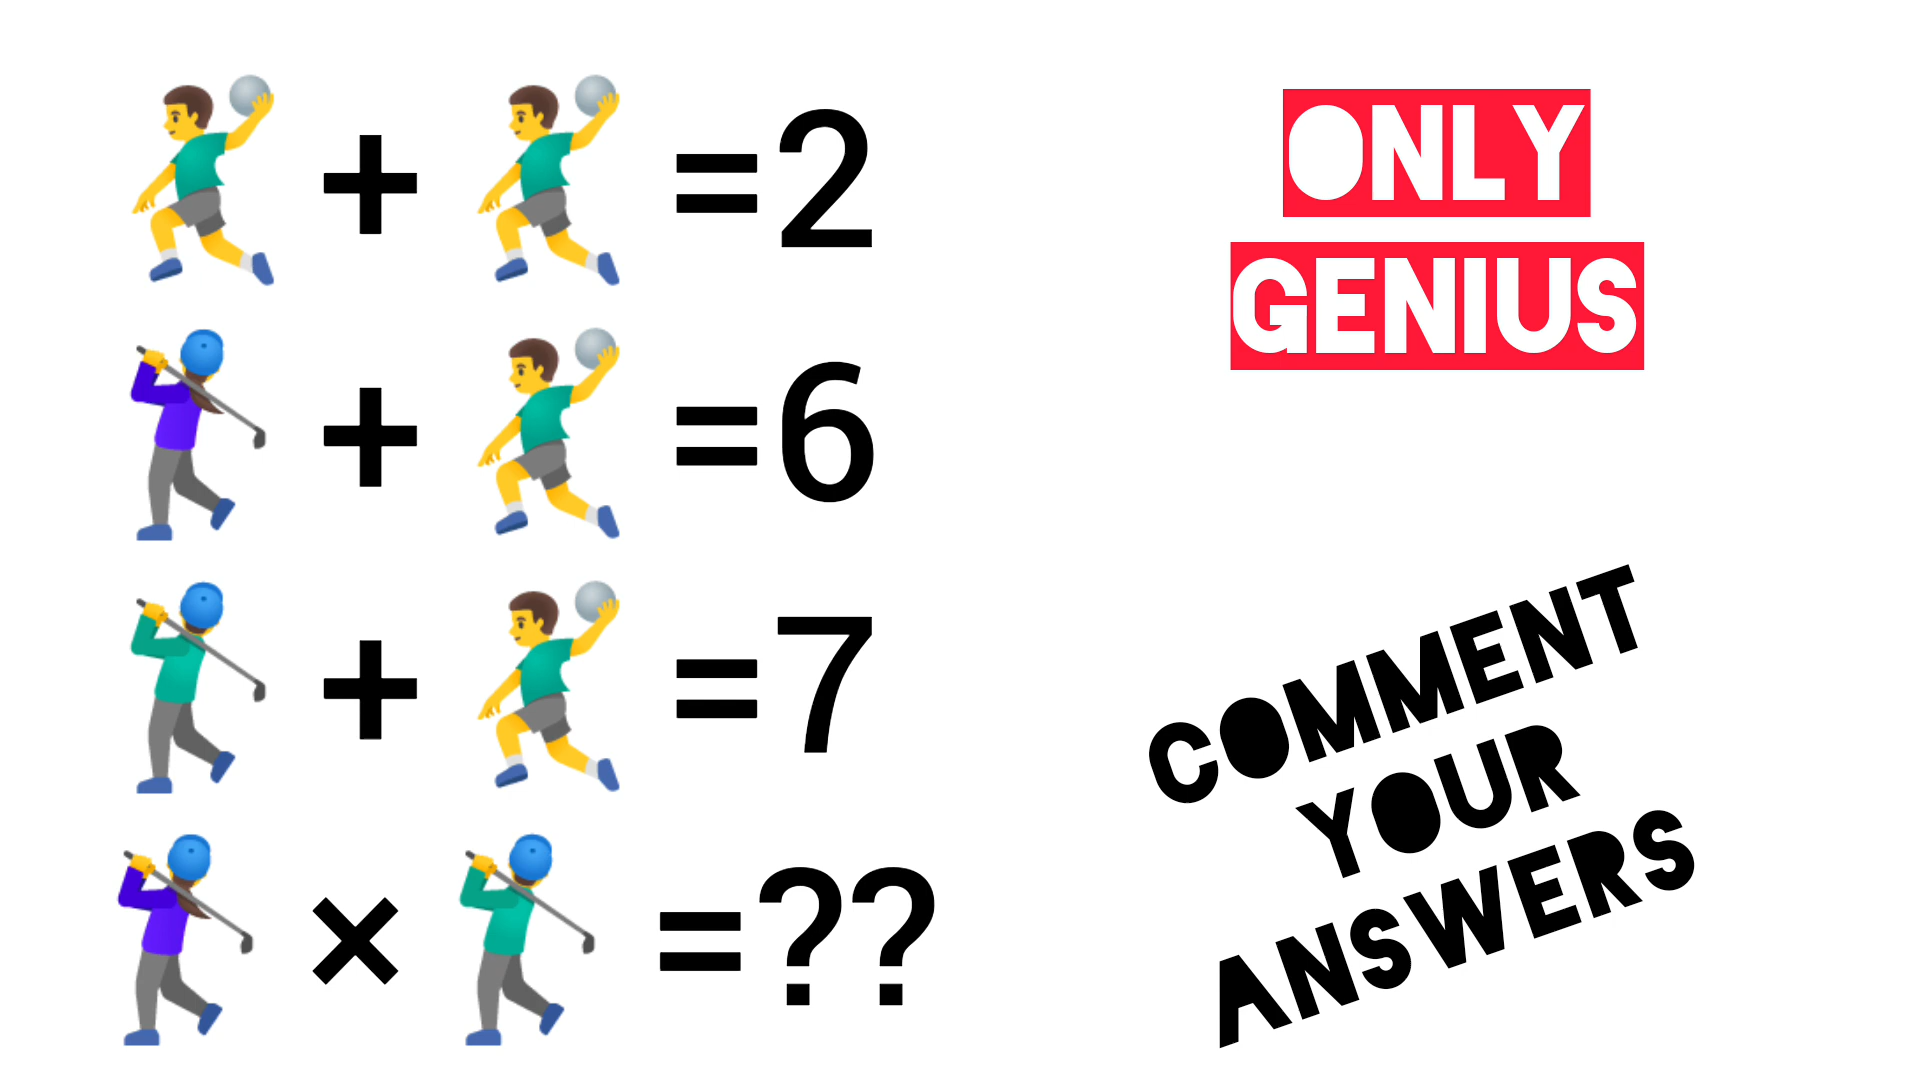 + =2
+ =6
+ =7
× =??
ONLY
GENIUS
COMMENT
YOUR
ANSWERS